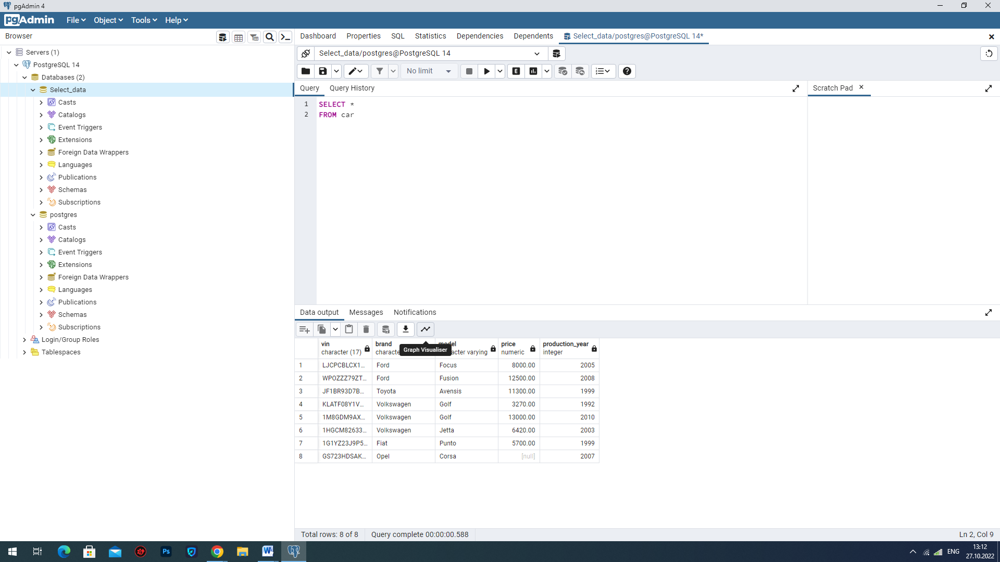 pgAdmin 4
pgAdmin File Object Tools Help
Browser
Dashboard Properties SQL Statistics Dependencies Dependents Select_data/postgres@PostgreSQL 14*
Servers (1)
PostgreSQL 14
Databases (2)
Select_data
Casts
Catalogs
Event Triggers
Extensions
Foreign Data Wrappers
Languages
Publications
Schemas
Subscriptions
postgres
Casts
Catalogs
Event Triggers
Extensions
Foreign Data Wrappers
Languages
Publications
Schemas
Subscriptions
Login/Group Roles
Tablespaces
Select_data/postgres@PostgreSQL 14
No limit
E
Query Query History
Scratch Pad
1 SELECT *
2 FROM car
Data output Messages Notifications
Graph Visualiser
vin brand model price production_year
character (17) characte acter varying numeric integer
1 LJCPCBLCX1... Ford Focus 8000.00 2005
2 WPOZZZ79ZT... Ford Fusion 12500.00 2008
3 JF1BR93D7B... Toyota Avensis 11300.00 1999
4 KLATF08Y1V... Volkswagen Golf 3270.00 1992
5 1M8GDM9AX... Volkswagen Golf 13000.00 2010
6 1HGCM82633... Volkswagen Jetta 6420.00 2003
7 1G1YZ23J9P5... Fiat Punto 5700.00 1999
8 GS723HDSAK... Opel Corsa [null] 2007
Total rows: 8 of 8 Query complete 00:00:00.588
Ln 2, Col 9
Ps
W
ENG
13:12
27.10.2022